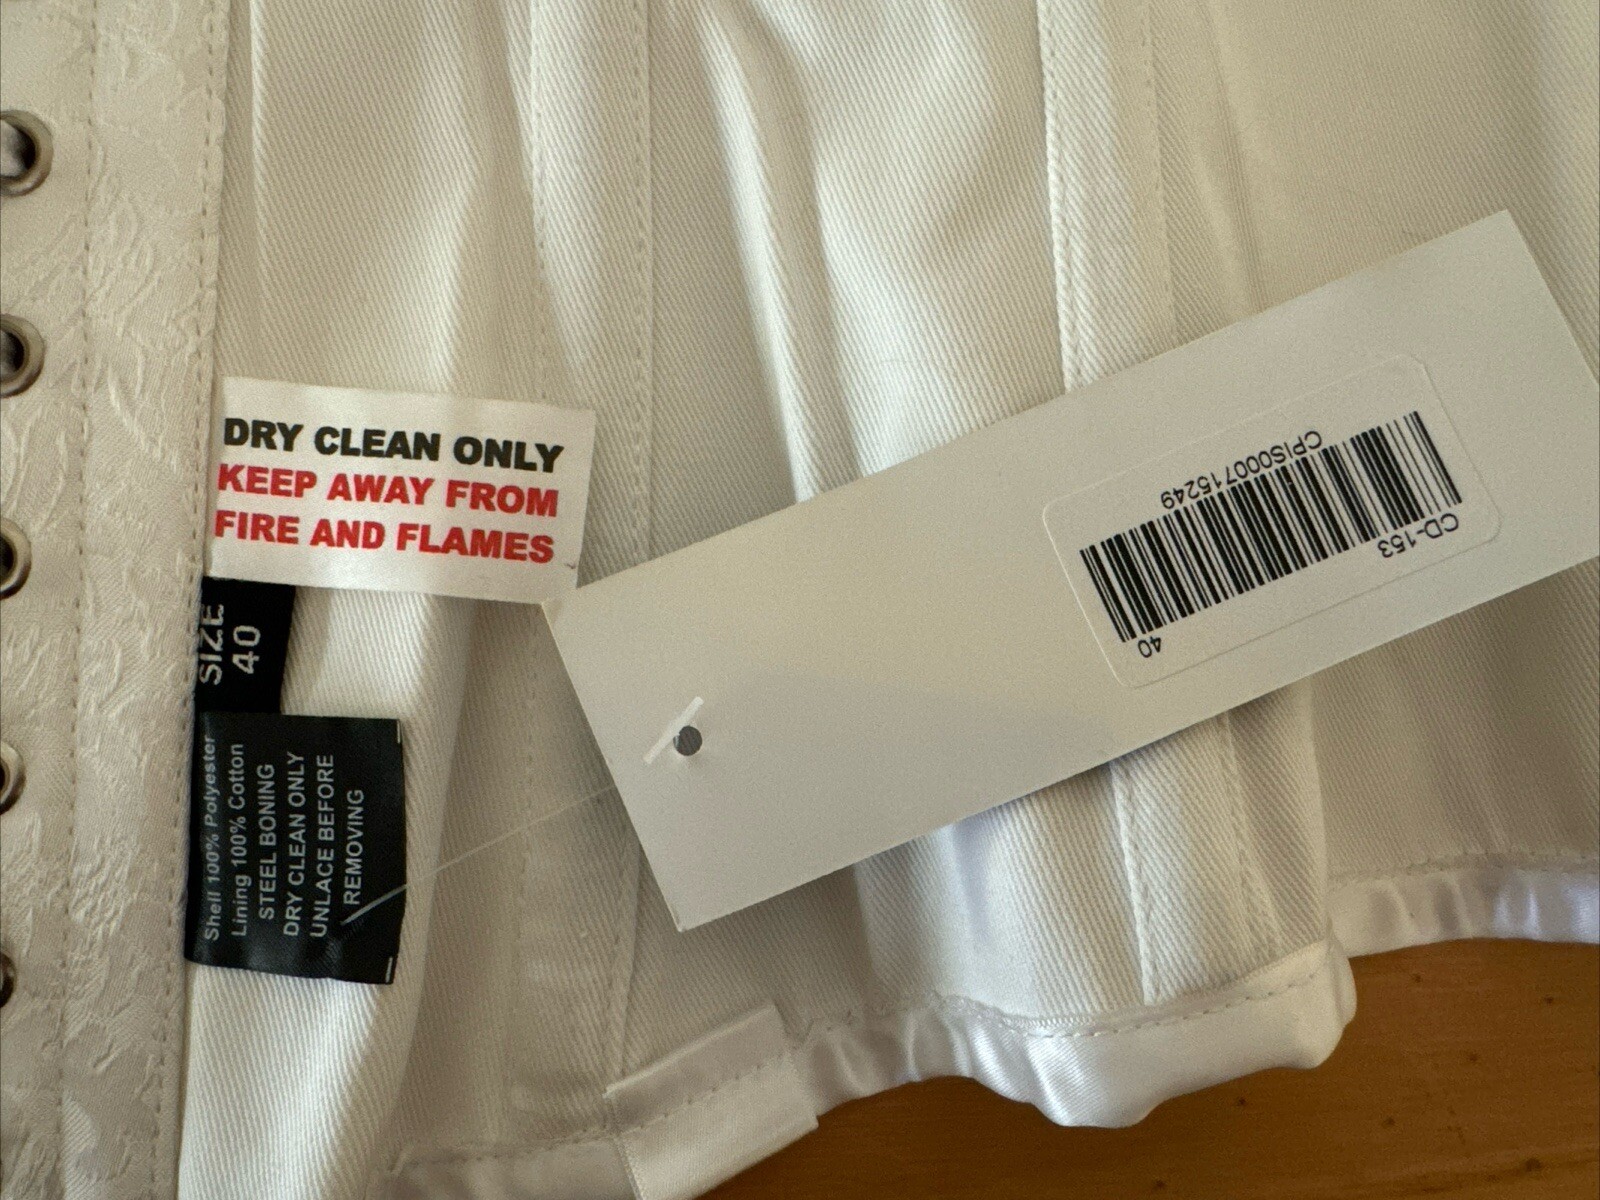 DRY CLEAN ONLY
KEEP AWAY FROM
FIRE AND FLAMES
SIZE
40
Shell 100% Polyester
Lining 100% Cotton
STEEL BONING
DRY CLEAN ONLY
UNLACE BEFORE
REMOVING
CD-153
40
CPIS000715249